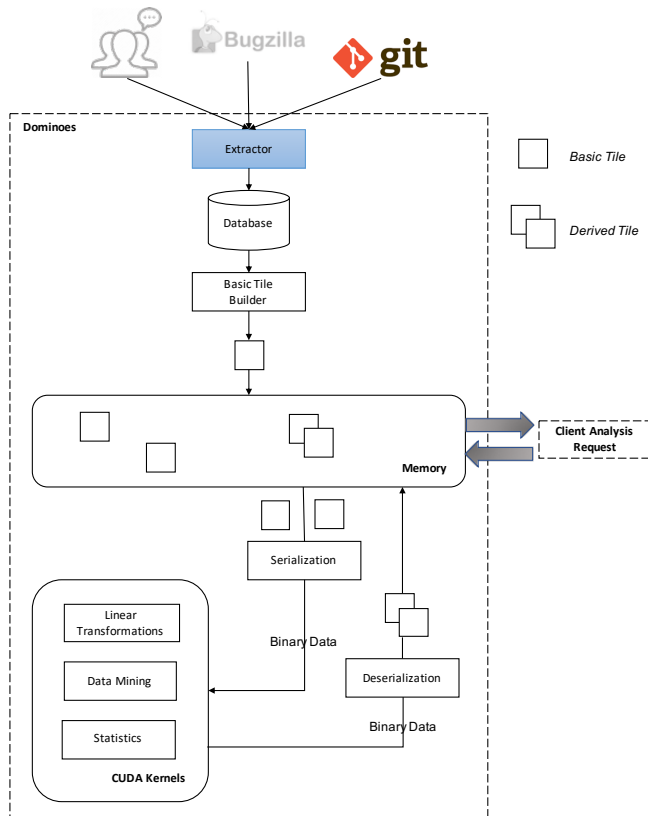 Bugzilla
git
Dominoes
Extractor
Basic Tile
Database
Derived Tile
Basic Tile
Builder
Client Analysis
Request
Memory
Serialization
Linear
Transformations
Binary Data
Data Mining
Deserialization
Statistics
Binary Data
CUDA Kernels